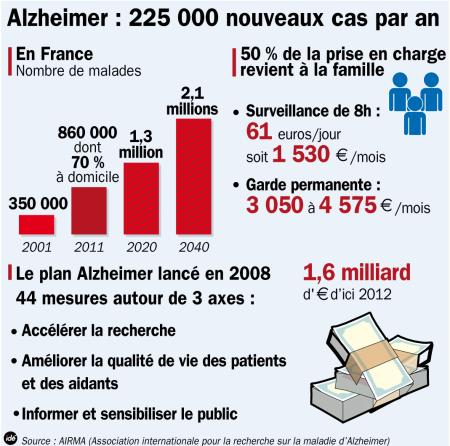 Alzheimer : 225 000 nouveaux cas par an
En France
Nombre de malades
350 000
860 000
dont
70 %
à domicile
1,3
million
2,1
millions
2001
2011
2020
2040
50 % de la prise en charge
revient à la famille
• Surveillance de 8h :
61 euros/jour
soit 1 530 € /mois
• Garde permanente :
3 050 à 4 575 € /mois
Le plan Alzheimer lancé en 2008
44 mesures autour de 3 axes :
• Accélérer la recherche
• Améliorer la qualité de vie des patients
et des aidants
• Informer et sensibiliser le public
1,6 milliard
d'€ d'ici 2012
idé Source : AIRMA (Association internationale pour la recherche sur la maladie d'Alzheimer)